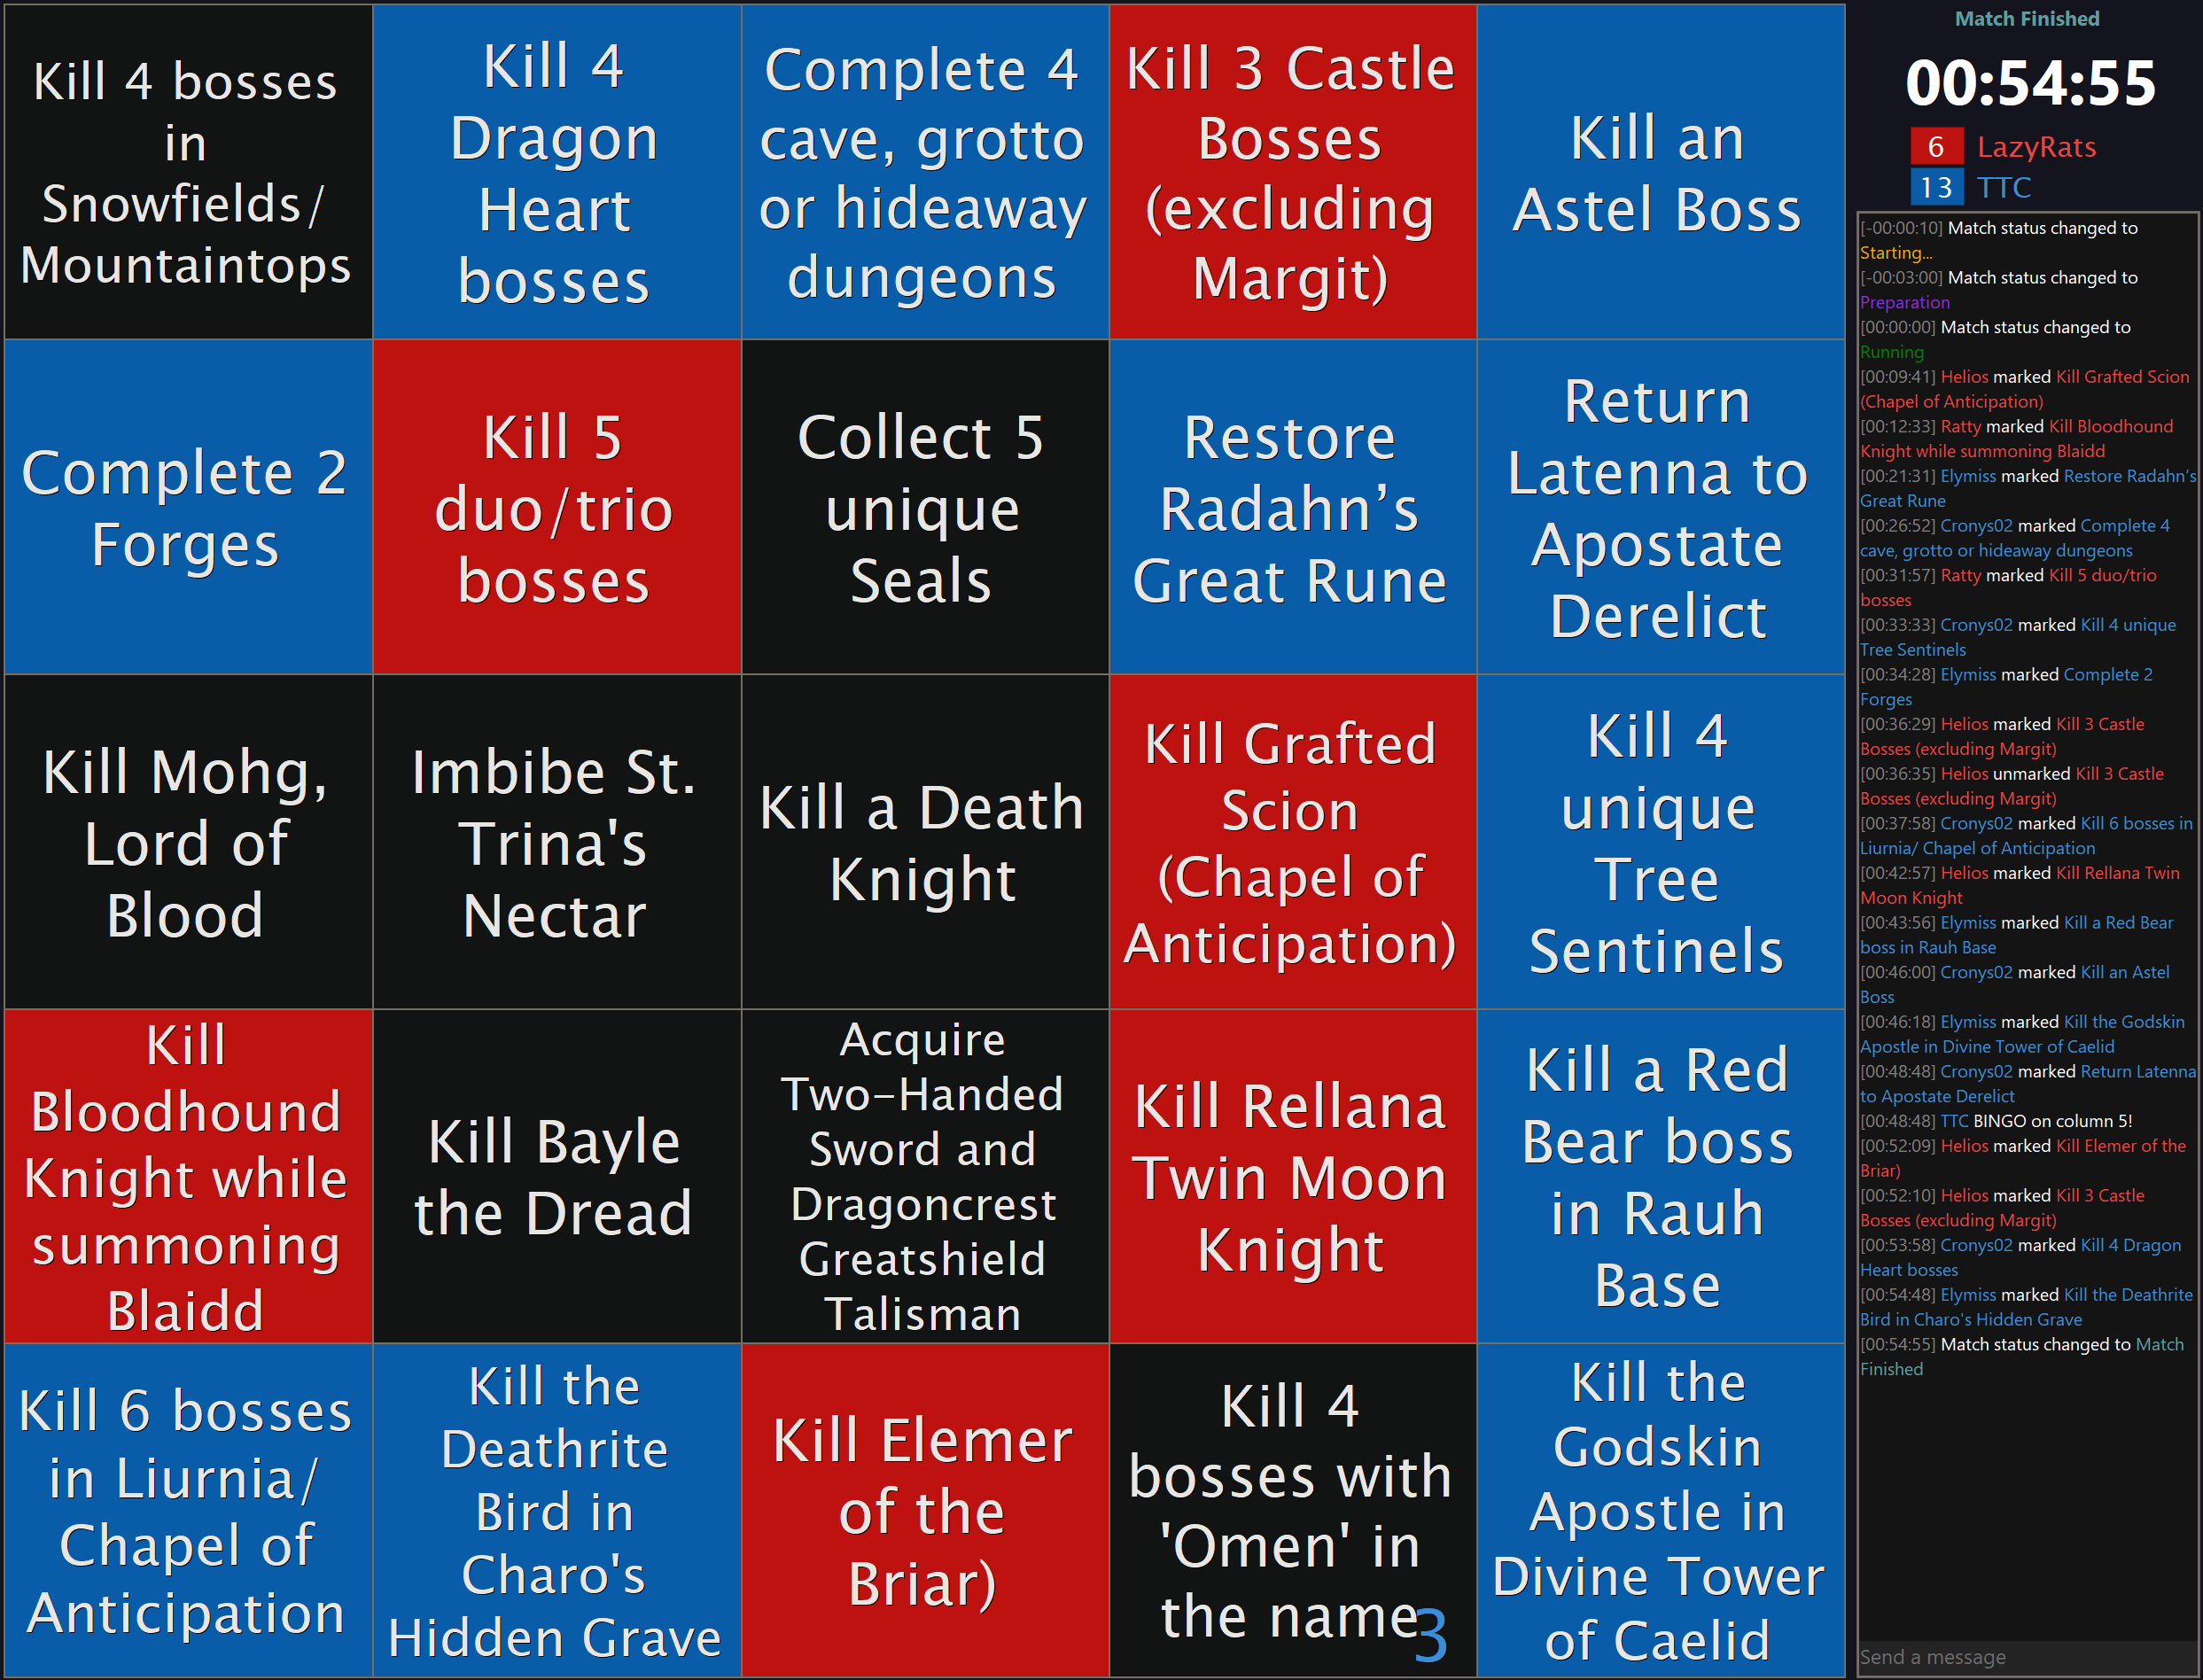 Kill 4 bosses
in
Snowfields/
Mountaintops
Kill 4
Dragon
Heart
bosses
Complete 4
cave, grotto
or hideaway
dungeons
Kill 3 Castle
Bosses
(excluding
Margit)
Kill an
Astel Boss
Complete 2
Forges
Kill 5
duo/trio
bosses
Collect 5
unique
Seals
Restore
Radahn’s
Great Rune
Return
Latenna to
Apostate
Derelict
Kill Mohg,
Lord of
Blood
Imbibe St.
Trina's
Nectar
Kill a Death
Knight
Kill Grafted
Scion
(Chapel of
Anticipation)
Kill 4
unique
Tree
Sentinels
Kill
Bloodhound
Knight while
summoning
Blaidd
Kill Bayle
the Dread
Acquire
Two-Handed
Sword and
Dragoncrest
Greatshield
Talisman
Kill Rellana
Twin Moon
Knight
Kill a Red
Bear boss
in Rauh
Base
Kill 6 bosses
in Liurnia/
Chapel of
Anticipation
Kill the
Deathrite
Bird in
Charo's
Hidden Grave
Kill Elemer
of the
Briar)
Kill 4
bosses with
'Omen' in
the name
3
Kill the
Godskin
Apostle in
Divine Tower
of Caelid
Match Finished
00:54:55
6 LazyRats
13 TTC
[-00:00:10] Match status changed to
Starting...
[-00:03:00] Match status changed to
Preparation
[00:00:00] Match status changed to
Running
[00:09:41] Helios marked Kill Grafted Scion
(Chapel of Anticipation)
[00:12:33] Ratty marked Kill Bloodhound
Knight while summoning Blaidd
[00:21:31] Elymiss marked Restore Radahn’s
Great Rune
[00:26:52] Cronys02 marked Complete 4
cave, grotto or hideaway dungeons
[00:31:57] Ratty marked Kill 5 duo/trio
bosses
[00:33:33] Cronys02 marked Kill 4 unique
Tree Sentinels
[00:34:28] Elymiss marked Complete 2
Forges
[00:36:29] Helios marked Kill 3 Castle
Bosses (excluding Margit)
[00:36:35] Helios unmarked Kill 3 Castle
Bosses (excluding Margit)
[00:37:58] Cronys02 marked Kill 6 bosses in
Liurnia/ Chapel of Anticipation
[00:42:57] Helios marked Kill Rellana Twin
Moon Knight
[00:43:56] Elymiss marked Kill a Red Bear
boss in Rauh Base
[00:46:00] Cronys02 marked Kill an Astel
Boss
[00:46:18] Elymiss marked Kill the Godskin
Apostle in Divine Tower of Caelid
[00:48:48] Cronys02 marked Return Latenna
to Apostate Derelict
[00:48:48] TTC BINGO on column 5!
[00:52:09] Helios marked Kill Elemer of the
Briar)
[00:52:10] Helios marked Kill 3 Castle
Bosses (excluding Margit)
[00:53:58] Cronys02 marked Kill 4 Dragon
Heart bosses
[00:54:48] Elymiss marked Kill the Deathrite
Bird in Charo's Hidden Grave
[00:54:55] Match status changed to Match
Finished
Send a message